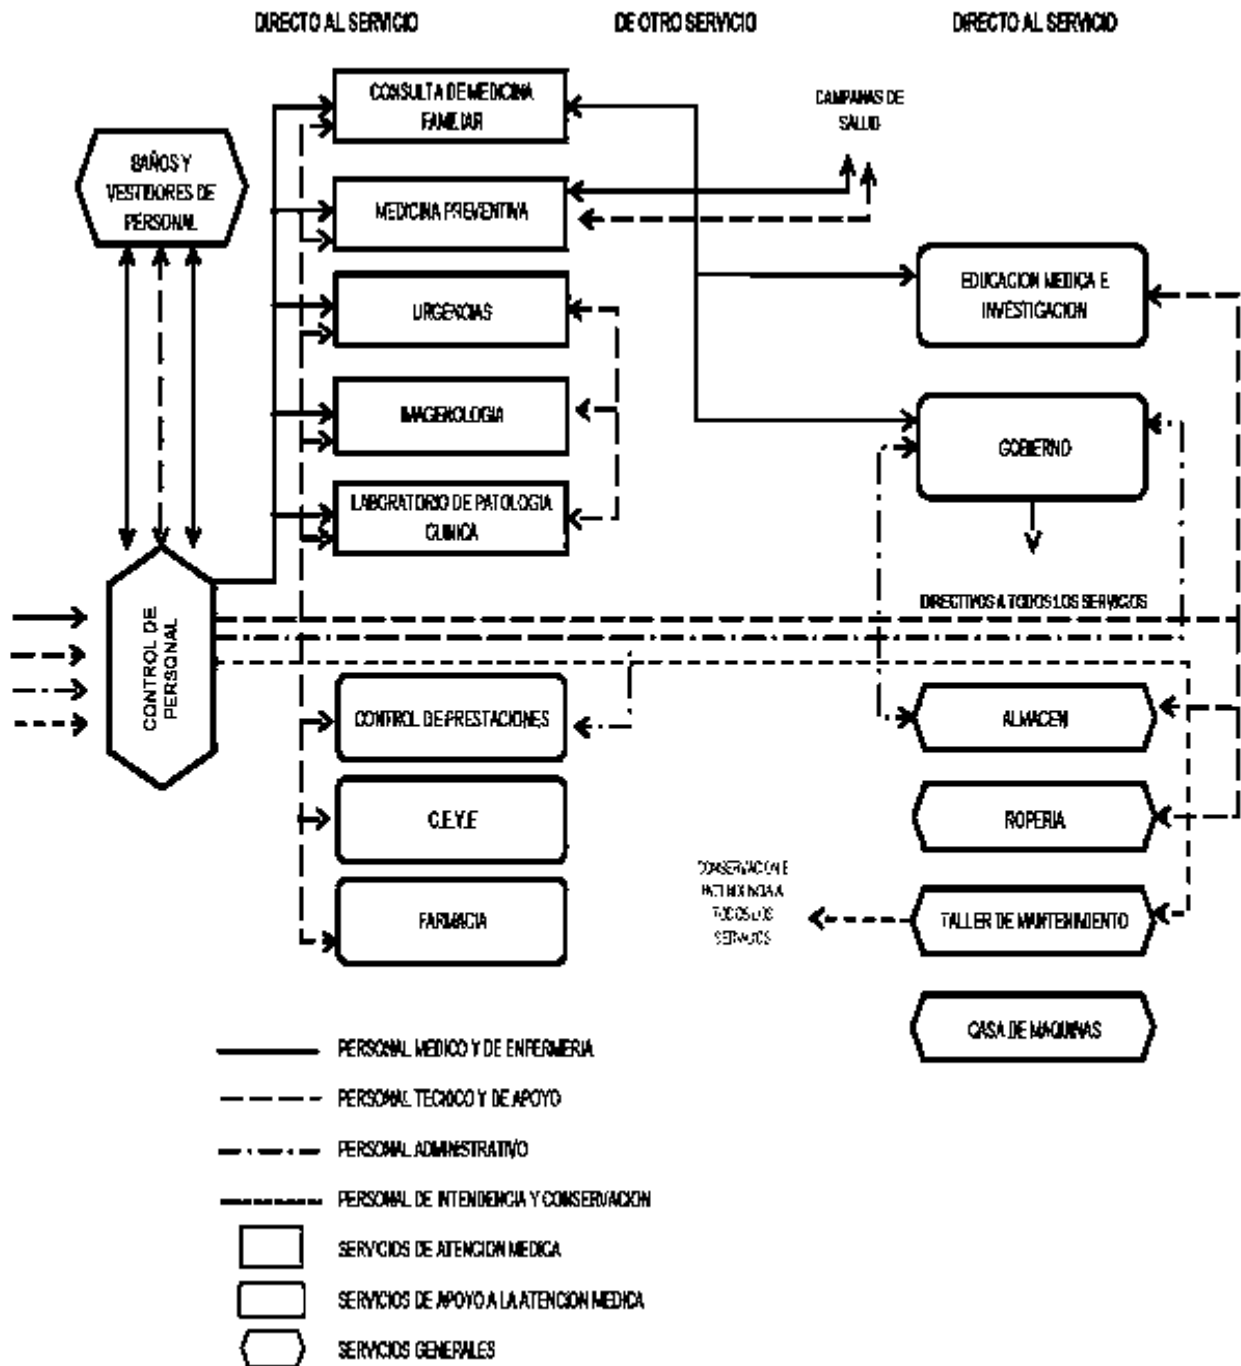 DIRECTO AL SERVICIO
DE OTRO SERVICIO
DIRECTO AL SERVICIO
CONSULTA DE MEDICINA
FAMILIAR
CAMPAÑAS DE
SALUD
BAÑOS Y
VESTIDORES DE
PERSONAL
MEDICINA PREVENTIVA
EDUCACION MEDICA E
INVESTIGACION
URGENCIAS
IMAGENOLOGIA
GOBIERNO
LABORATORIO DE PATOLOGIA
CLINICA
DIRECTIVOS A TODOS LOS SERVICIOS
CONTROL DE
PERSONAL
CONTROL DE PRESTACIONES
ALMACEN
C.E.Y.E
ROPERIA
CONSERVACION E
INTENDENCIA A
TODOS LOS
SERVICIOS
FARMACIA
TALLER DE MANTENIMIENTO
CASA DE MAQUINAS
PERSONAL MEDICO Y DE ENFERMERIA
PERSONAL TECICO Y DE APOYO
PERSONAL ADMINISTRATIVO
PERSONAL DE INTENDENCIA Y CONSERVACION
SERVICIOS DE ATENCION MEDICA
SERVICIOS DE APOYO A LA ATENCION MEDICA
SERVICIOS GENERALES